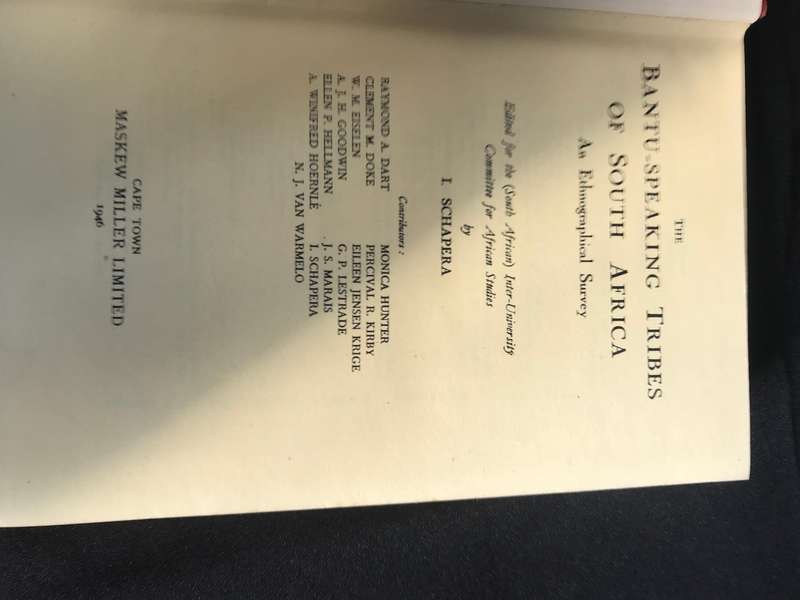 THE
BANTU-SPEAKING TRIBES
OF SOUTH AFRICA
An Ethnographical Survey
Edited for the (South African) Inter-University
Committee for African Studies
by
I. SCHAPERA
Contributors :
RAYMOND A. DART MONICA HUNTER
CLEMENT M. DOKE PERCIVAL R. KIRBY
W. M. EISELEN EILEEN JENSEN KRIGE
A. J. H. GOODWIN G. P. LESTRADE
ELLEN P. HELLMANN J. S. MARAIS
A. WINIFRED HOERNLÉ I. SCHAPERA
N. J. VAN WARMELO
CAPE TOWN
MASKEW MILLER LIMITED
1946